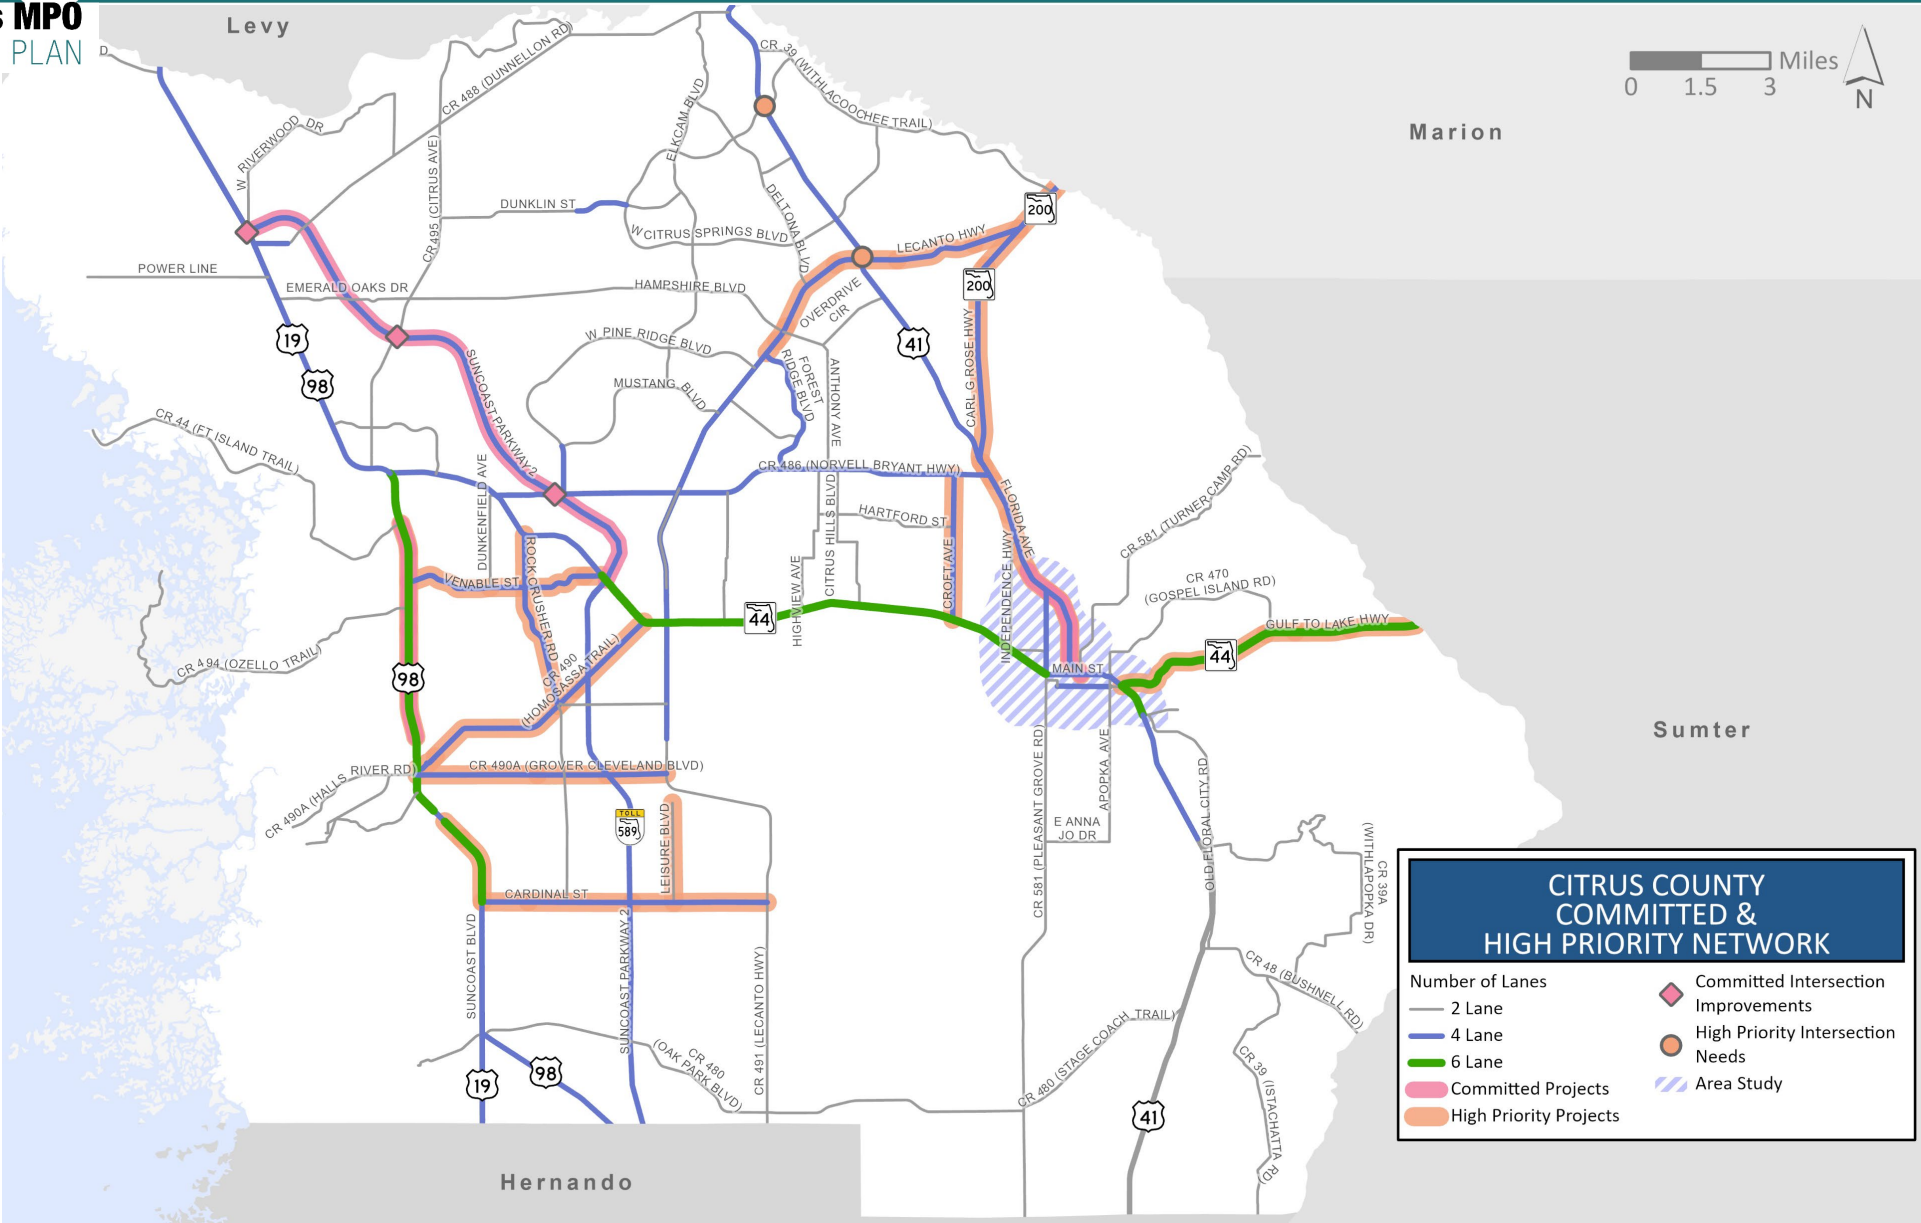 MPO
PLAN
Levy
D
CR 39 (WITHLACOOCHEE TRAIL)
CR 488 (DUNNELLON RD)
ELKCAM BLVD
Miles
0 1.5 3
N
Marion
W RIVERWOOD DR
CR 495 (CITRUS AVE)
DUNKLIN ST
DELTONA BLVD
W CITRUS SPRINGS BLVD
LECANTO HWY
200
200
POWER LINE
EMERALD OAKS DR
HAMPSHIRE BLVD
OVERDRIVE
CIR
19
98
41
W PINE RIDGE BLVD
MUSTANG BLVD
FOREST
RIDGE BLVD
ANTHONY AVE
CARL G ROSE HWY
SUNCOAST PARKWAY 2
CR 44 (FT ISLAND TRAIL)
CR 486 (NORVELL BRYANT HWY)
DUNKENFIELD AVE
HARTFORD ST
CITRUS HILLS BLVD
HIGHVIEW AVE
CROFT AVE
FLORIDA AVE
INDEPENDENCE HWY
CR 581 (TURNER CAMP RD)
CR 470
(GOSPEL ISLAND RD)
GULF TO LAKE HWY
VENABLE ST
ROCK CRUSHER RD
44
44
MAIN ST
CR 490
(HOMOSASSA TRAIL)
CR 494 (OZELLO TRAIL)
98
CR 490A (HALLS RIVER RD)
CR 490A (GROVER CLEVELAND BLVD)
TOLL
589
LEISURE BLVD
CARDINAL ST
CR 581 (PLEASANT GROVE RD)
APOPKA AVE
E ANNA
JO DR
OLD FLORAL CITY RD
Sumter
CR 39A
(WITHLAPOPKA DR)
SUNCOAST BLVD
SUNCOAST PARKWAY 2
CR 491 (LECANTO HWY)
CR 48 (BUSHNELL RD)
CR 480
(OAK PARK BLVD)
CR 480 (STAGE COACH TRAIL)
CR 39 (ISTACHATTA RD)
19
98
41
Hernando
CITRUS COUNTY
COMMITTED &
HIGH PRIORITY NETWORK
Number of Lanes
2 Lane
4 Lane
6 Lane
Committed Projects
High Priority Projects
Committed Intersection
Improvements
High Priority Intersection
Needs
Area Study